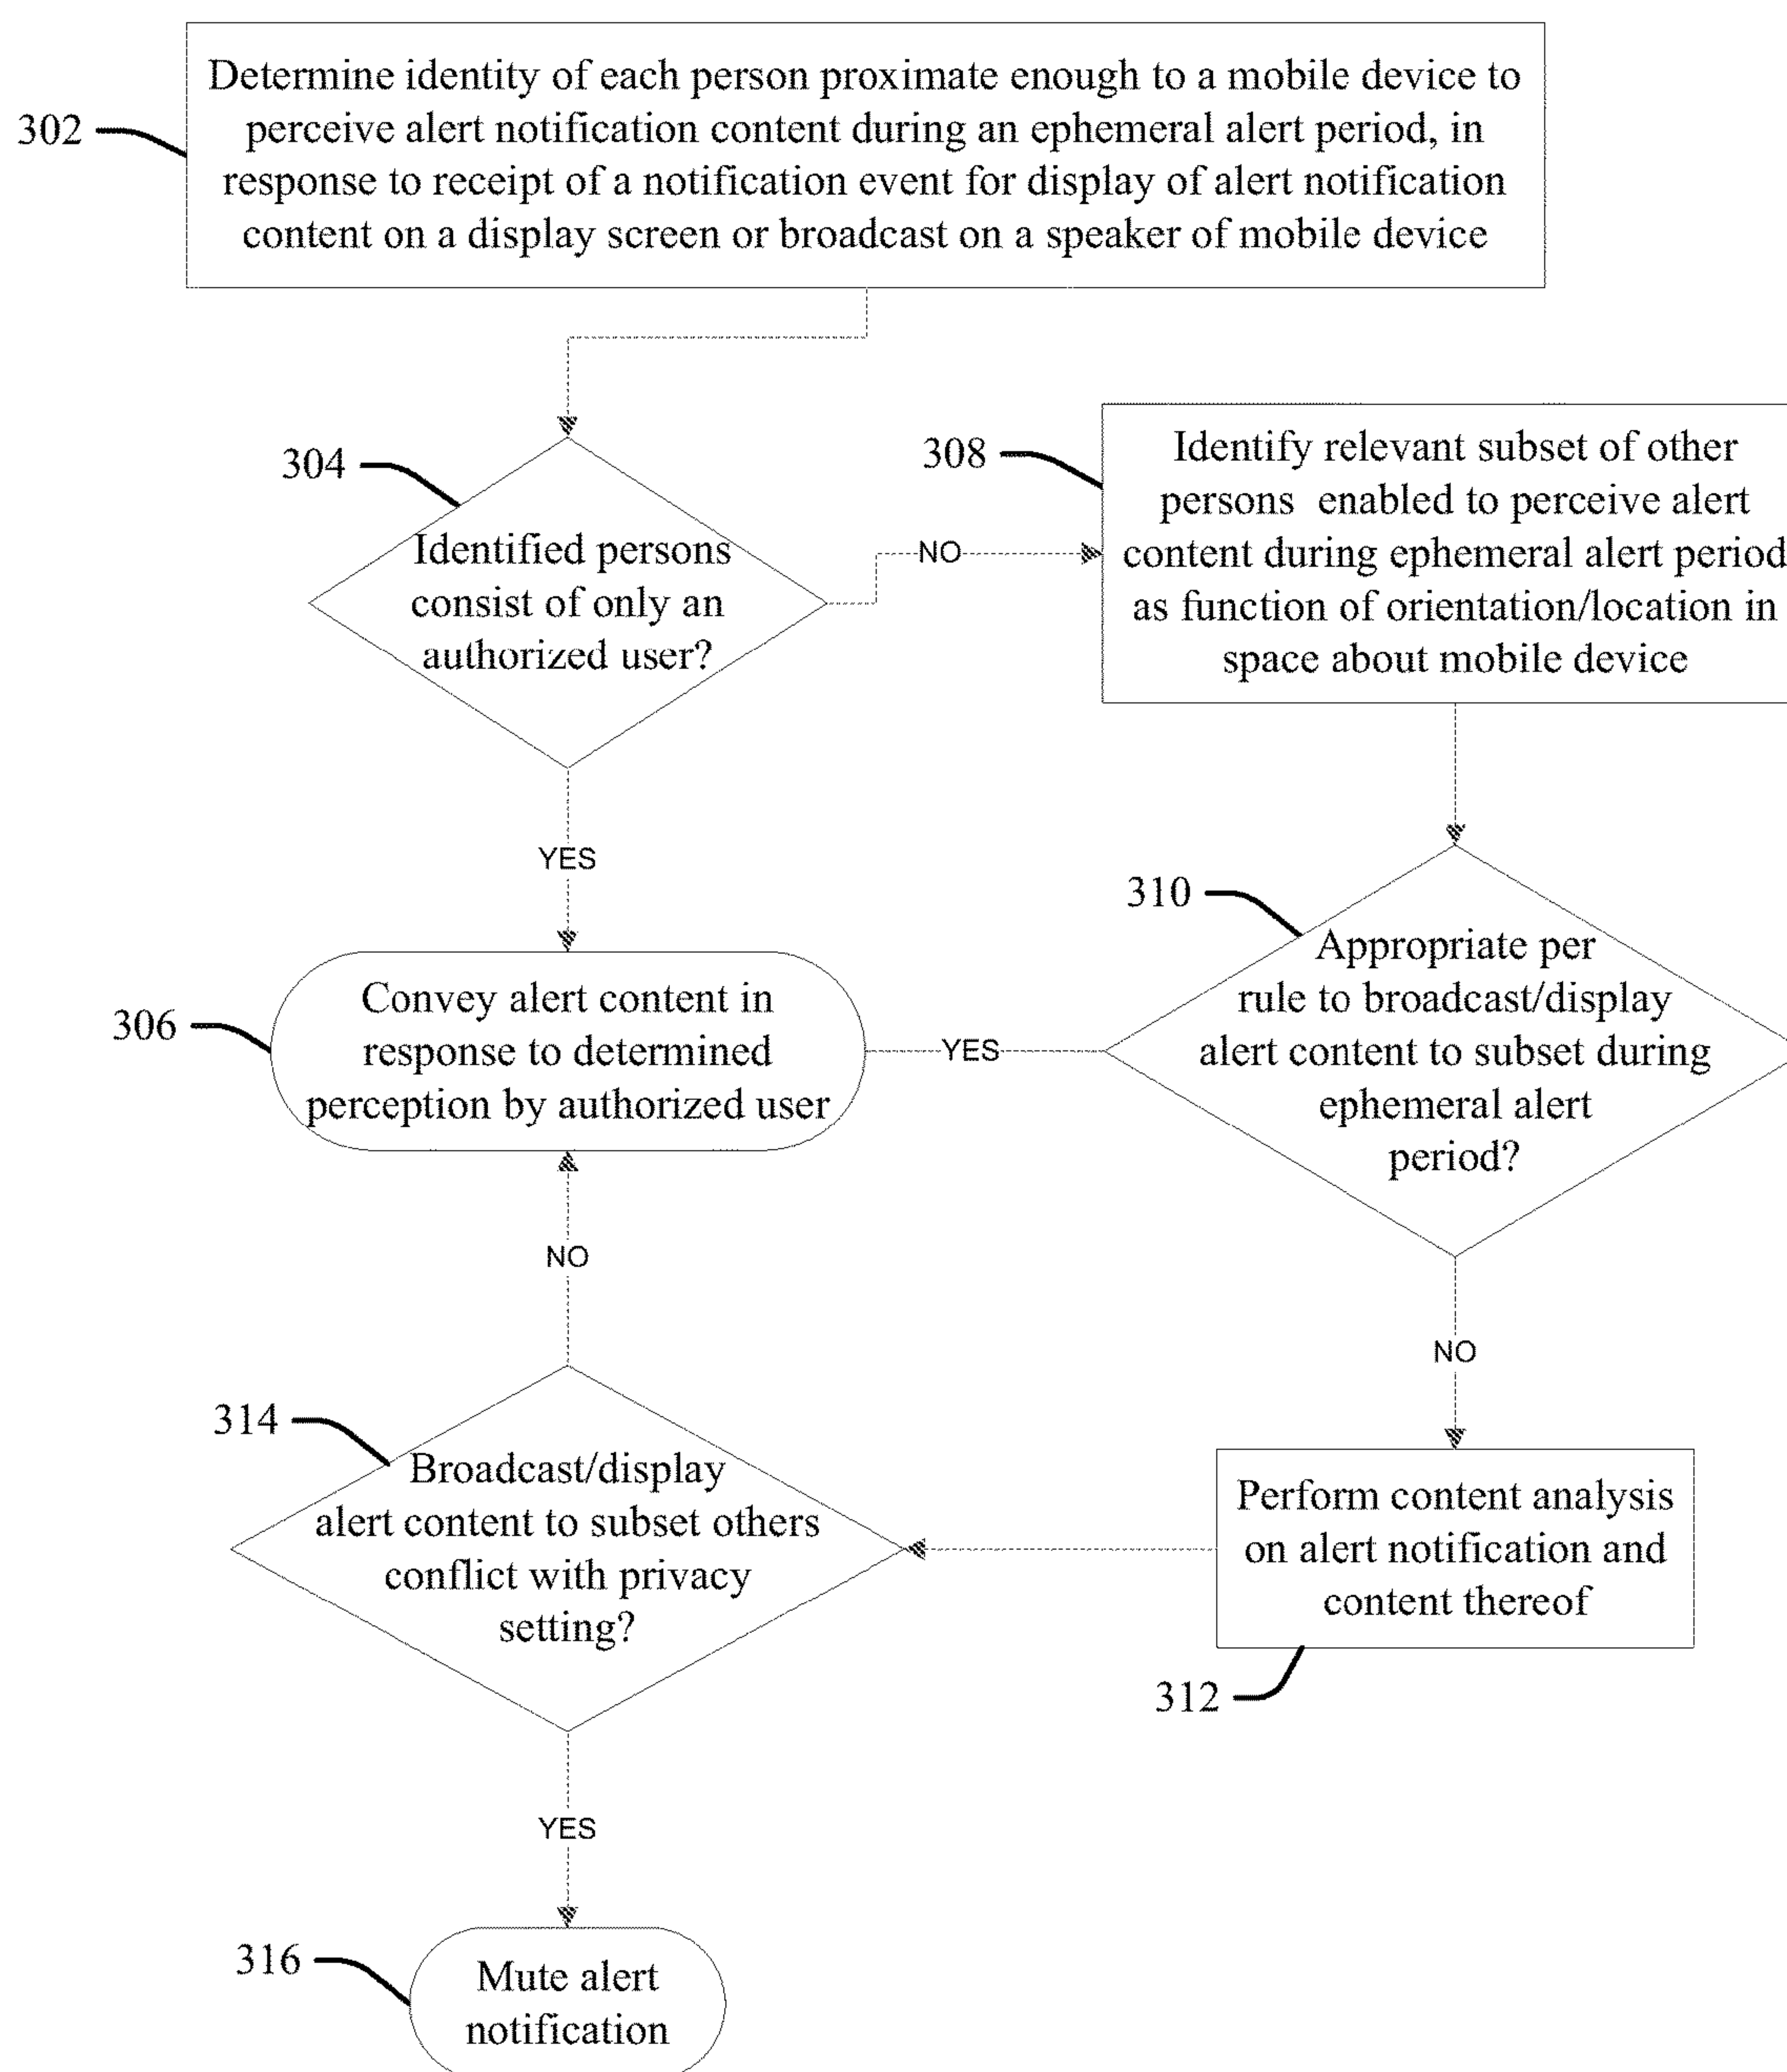 302
Determine identity of each person proximate enough to a mobile device to
perceive alert notification content during an ephemeral alert period, in
response to receipt of a notification event for display of alert notification
content on a display screen or broadcast on a speaker of mobile device
304
Identified persons
consist of only an
authorized user?
NO
308
Identify relevant subset of other
persons enabled to perceive alert
content during ephemeral alert period
as function of orientation/location in
space about mobile device
YES
306
Convey alert content in
response to determined
perception by authorized user
YES
310
Appropriate per
rule to broadcast/display
alert content to subset during
ephemeral alert
period?
NO
NO
314
Broadcast/display
alert content to subset others
conflict with privacy
setting?
Perform content analysis
on alert notification and
content thereof
312
YES
316
Mute alert
notification